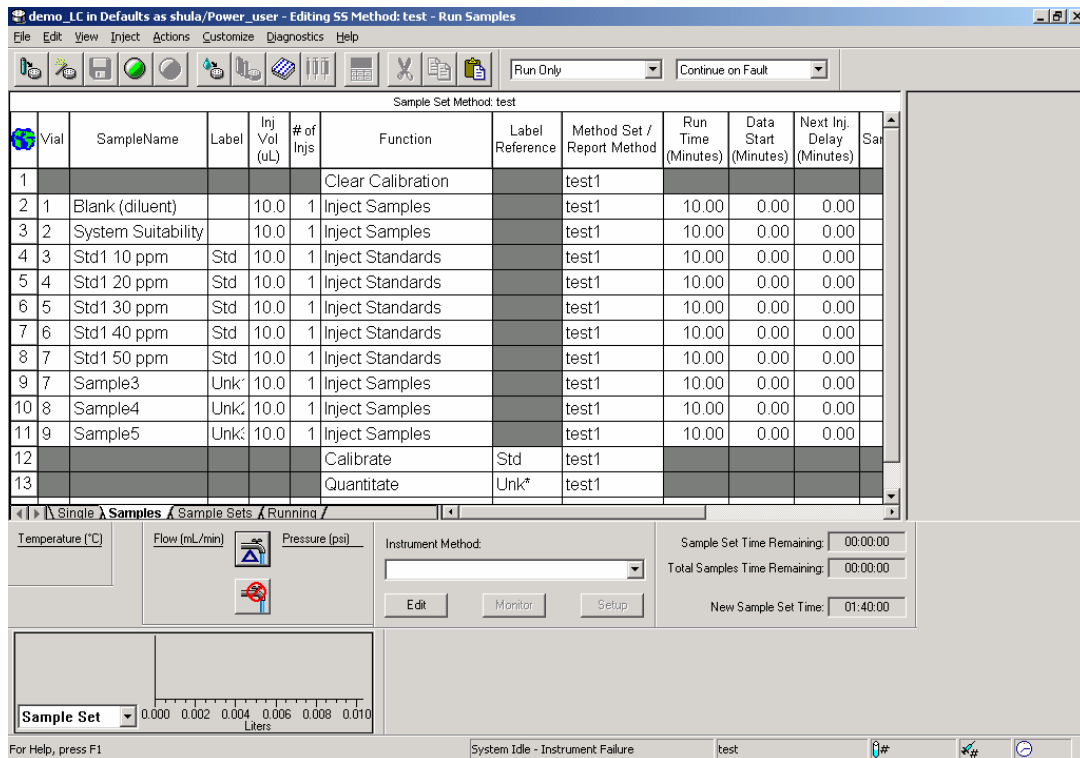 demo_LC in Defaults as shula/Power_user - Editing SS Method: test - Run Samples
File Edit View Inject Actions Customize Diagnostics Help
Run Only Continue on Fault
Sample Set Method: test
Vial SampleName Label Inj Vol (uL) # of Injs Function Label Reference Method Set / Report Method Run Time (Minutes) Data Start (Minutes) Next Inj. Delay (Minutes) Sar
1 Clear Calibration test1
2 1 Blank (diluent) 10.0 1 Inject Samples test1 10.00 0.00 0.00
3 2 System Suitability 10.0 1 Inject Samples test1 10.00 0.00 0.00
4 3 Std1 10 ppm Std 10.0 1 Inject Standards test1 10.00 0.00 0.00
5 4 Std1 20 ppm Std 10.0 1 Inject Standards test1 10.00 0.00 0.00
6 5 Std1 30 ppm Std 10.0 1 Inject Standards test1 10.00 0.00 0.00
7 6 Std1 40 ppm Std 10.0 1 Inject Standards test1 10.00 0.00 0.00
8 7 Std1 50 ppm Std 10.0 1 Inject Standards test1 10.00 0.00 0.00
9 7 Sample3 Unk1 10.0 1 Inject Samples test1 10.00 0.00 0.00
10 8 Sample4 Unk2 10.0 1 Inject Samples test1 10.00 0.00 0.00
11 9 Sample5 Unk3 10.0 1 Inject Samples test1 10.00 0.00 0.00
12 Calibrate Std test1
13 Quantitate Unk* test1
Single Samples Sample Sets Running
Temperature (°C) Flow (mL/min) Pressure (psi) Instrument Method: Sample Set Time Remaining: 00:00:00
Total Samples Time Remaining: 00:00:00
Edit Monitor Setup New Sample Set Time: 01:40:00
Sample Set 0.000 0.002 0.004 0.006 0.008 0.010
Liters
For Help, press F1 System Idle - Instrument Failure test # #